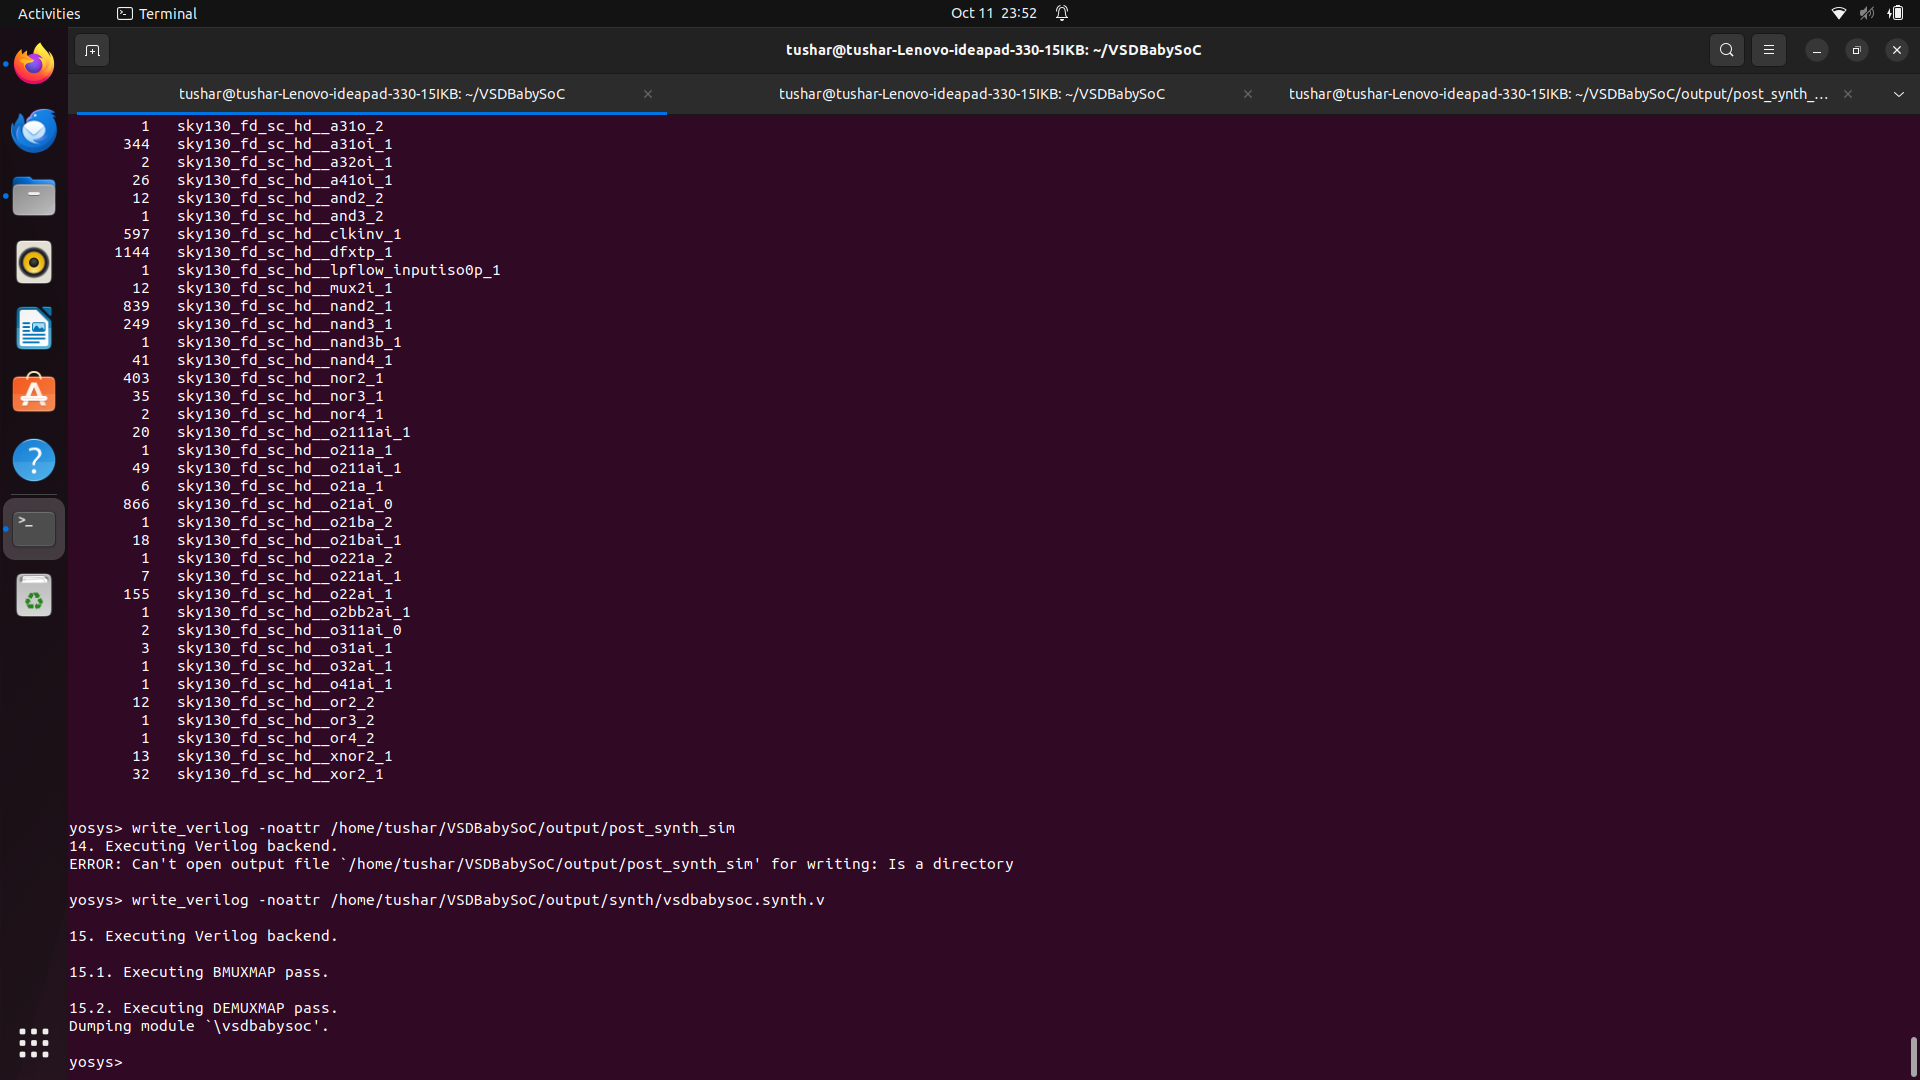 Activities
Terminal
Oct 11 23:52
tushar@tushar-Lenovo-ideapad-330-15IKB: ~/VSDBabySoC
tushar@tushar-Lenovo-ideapad-330-15IKB: ~/VSDBabySoC
tushar@tushar-Lenovo-ideapad-330-15IKB: ~/VSDBabySoC
tushar@tushar-Lenovo-ideapad-330-15IKB: ~/VSDBabySoC/output/post_synth_...
1 sky130_fd_sc_hd__a31o_2
344 sky130_fd_sc_hd__a31oi_1
2 sky130_fd_sc_hd__a32oi_1
26 sky130_fd_sc_hd__a41oi_1
12 sky130_fd_sc_hd__and2_2
1 sky130_fd_sc_hd__and3_2
597 sky130_fd_sc_hd__clkinv_1
1144 sky130_fd_sc_hd__dfxtp_1
1 sky130_fd_sc_hd__lpflow_inputiso0p_1
12 sky130_fd_sc_hd__mux2i_1
839 sky130_fd_sc_hd__nand2_1
249 sky130_fd_sc_hd__nand3_1
1 sky130_fd_sc_hd__nand3b_1
41 sky130_fd_sc_hd__nand4_1
403 sky130_fd_sc_hd__nor2_1
35 sky130_fd_sc_hd__nor3_1
2 sky130_fd_sc_hd__nor4_1
20 sky130_fd_sc_hd__o2111ai_1
1 sky130_fd_sc_hd__o211a_1
49 sky130_fd_sc_hd__o211ai_1
6 sky130_fd_sc_hd__o21a_1
866 sky130_fd_sc_hd__o21ai_0
1 sky130_fd_sc_hd__o21ba_2
18 sky130_fd_sc_hd__o21bai_1
1 sky130_fd_sc_hd__o221a_2
7 sky130_fd_sc_hd__o221ai_1
155 sky130_fd_sc_hd__o22ai_1
1 sky130_fd_sc_hd__o2bb2ai_1
2 sky130_fd_sc_hd__o311ai_0
3 sky130_fd_sc_hd__o31ai_1
1 sky130_fd_sc_hd__o32ai_1
1 sky130_fd_sc_hd__o41ai_1
12 sky130_fd_sc_hd__or2_2
1 sky130_fd_sc_hd__or3_2
1 sky130_fd_sc_hd__or4_2
13 sky130_fd_sc_hd__xnor2_1
32 sky130_fd_sc_hd__xor2_1
yosys> write_verilog -noattr /home/tushar/VSDBabySoC/output/post_synth_sim
14. Executing Verilog backend.
ERROR: Can't open output file `/home/tushar/VSDBabySoC/output/post_synth_sim' for writing: Is a directory
yosys> write_verilog -noattr /home/tushar/VSDBabySoC/output/synth/vsdbabysoc.synth.v
15. Executing Verilog backend.
15.1. Executing BMUXMAP pass.
15.2. Executing DEMUXMAP pass.
Dumping module `\vsdbabysoc'.
yosys>